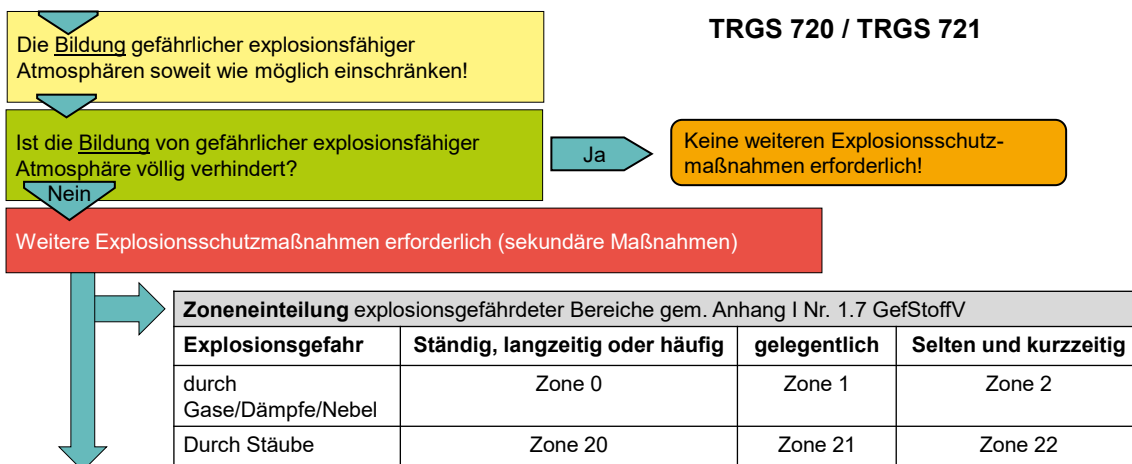 TRGS 720 / TRGS 721
Die Bildung gefährlicher explosionsfähiger
Atmosphären soweit wie möglich einschränken!
Ist die Bildung von gefährlicher explosionsfähiger
Atmosphäre völlig verhindert?
Ja
Keine weiteren Explosionsschutz-
maßnahmen erforderlich!
Nein
Weitere Explosionsschutzmaßnahmen erforderlich (sekundäre Maßnahmen)
Zoneneinteilung explosionsgefährdeter Bereiche gem. Anhang I Nr. 1.7 GefStoffV
Explosionsgefahr Ständig, langzeitig oder häufig gelegentlich Selten und kurzzeitig
durch Zone 0 Zone 1 Zone 2
Gase/Dämpfe/Nebel
Durch Stäube Zone 20 Zone 21 Zone 22